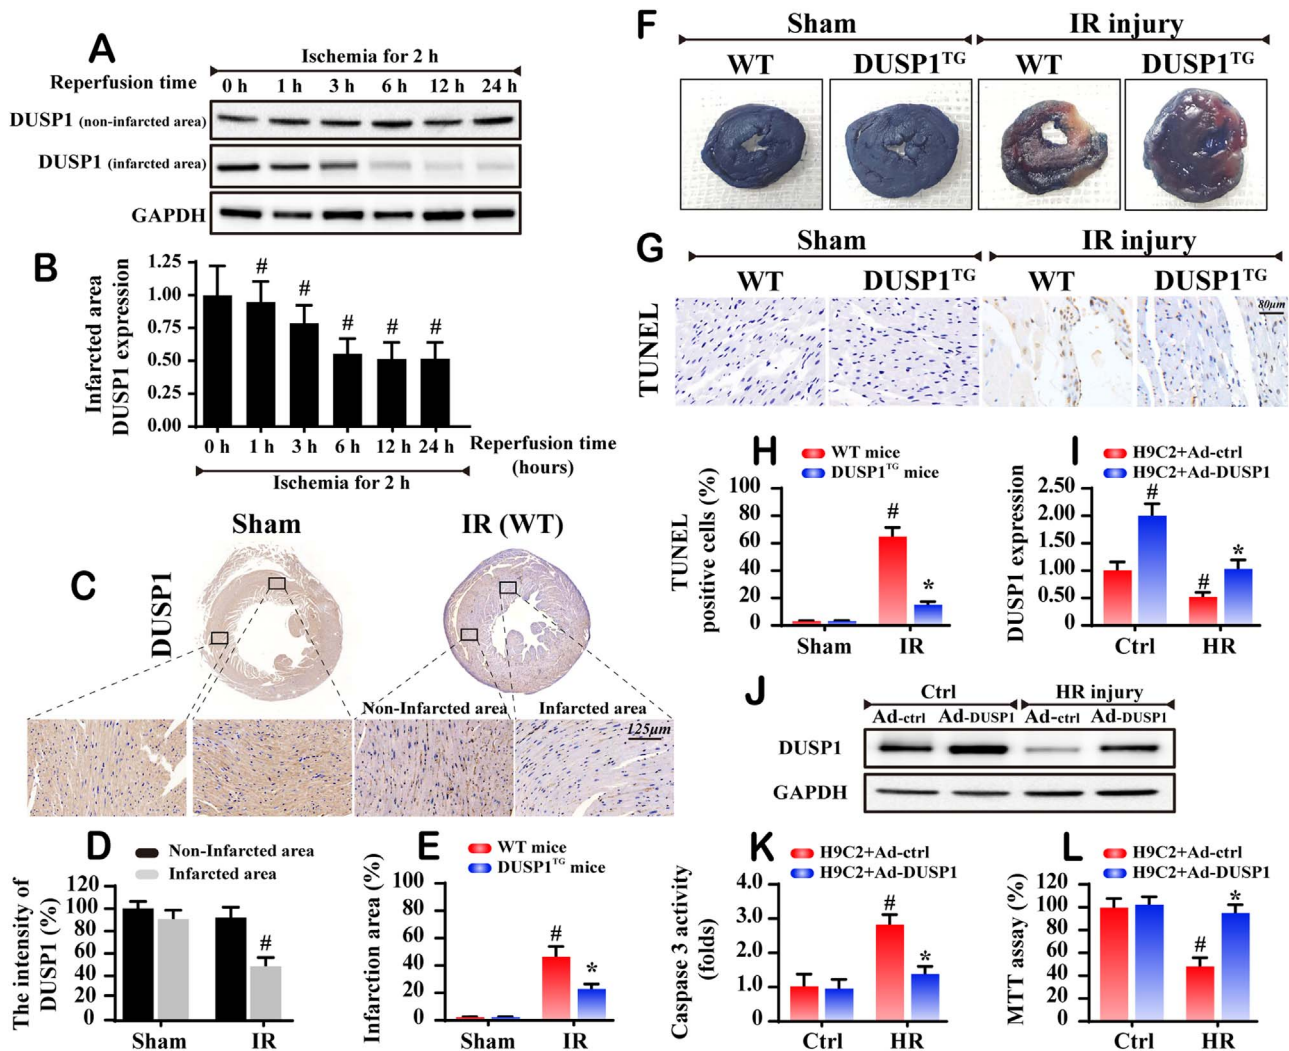 A
Ischemia for 2 h
Reperfusion time 0 h 1 h 3 h 6 h 12 h 24 h
DUSP1 (non-infarcted area)
DUSP1 (infarcted area)
GAPDH
B
Infarcted area
DUSP1 expression
1.25
1.00
0.75
0.50
0.25
0.00
# # # # #
0 h 1 h 3 h 6 h 12 h 24 h
Reperfusion time
(hours)
Ischemia for 2 h
C
Sham IR (WT)
DUSP1
Non-Infarcted area Infarcted area
125μm
D
Non-Infarcted area
Infarcted area
The intensity of
DUSP1 (%)
120
100
80
60
40
20
0
#
Sham IR
E
WT mice
DUSP1TG mice
Infarction area (%)
100
80
60
40
20
0
# *
Sham IR
F
Sham IR injury
WT DUSP1TG WT DUSP1TG
G
Sham IR injury
WT DUSP1TG WT DUSP1TG
TUNEL
80μm
H
WT mice
DUSP1TG mice
TUNEL
positive cells (%)
100
80
60
40
20
0
# *
Sham IR
I
H9C2+Ad-ctrl
H9C2+Ad-DUSP1
DUSP1 expression
2.50
2.00
1.50
1.00
0.50
0
# # *
Ctrl HR
J
Ctrl HR injury
Ad-ctrl Ad-DUSP1 Ad-ctrl Ad-DUSP1
DUSP1
GAPDH
K
H9C2+Ad-ctrl
H9C2+Ad-DUSP1
Caspase 3 activity
(folds)
4.0
3.0
2.0
1.0
0
# *
Ctrl HR
L
H9C2+Ad-ctrl
H9C2+Ad-DUSP1
MTT assay (%)
120
100
80
60
40
20
0
# *
Ctrl HR